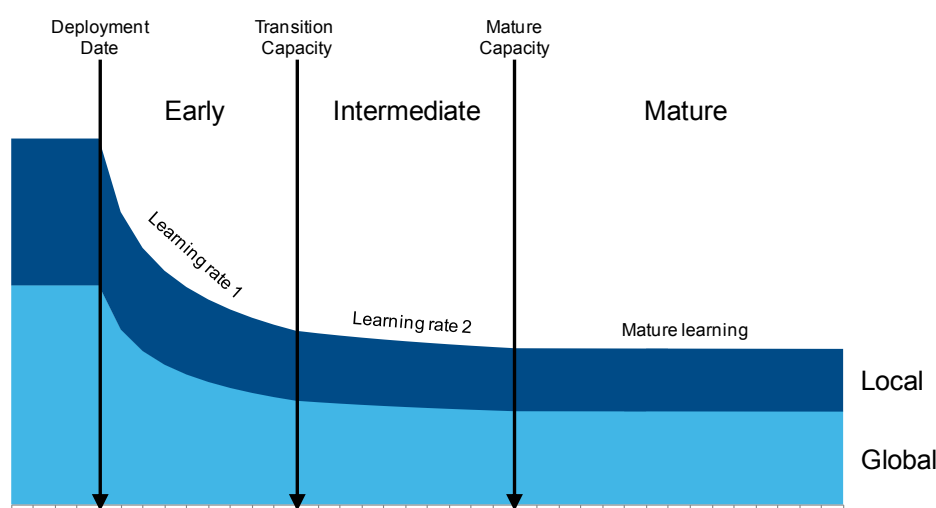 Deployment
Date
Transition
Capacity
Mature
Capacity
Early
Intermediate
Mature
Learning rate 1
Learning rate 2
Mature learning
Local
Global